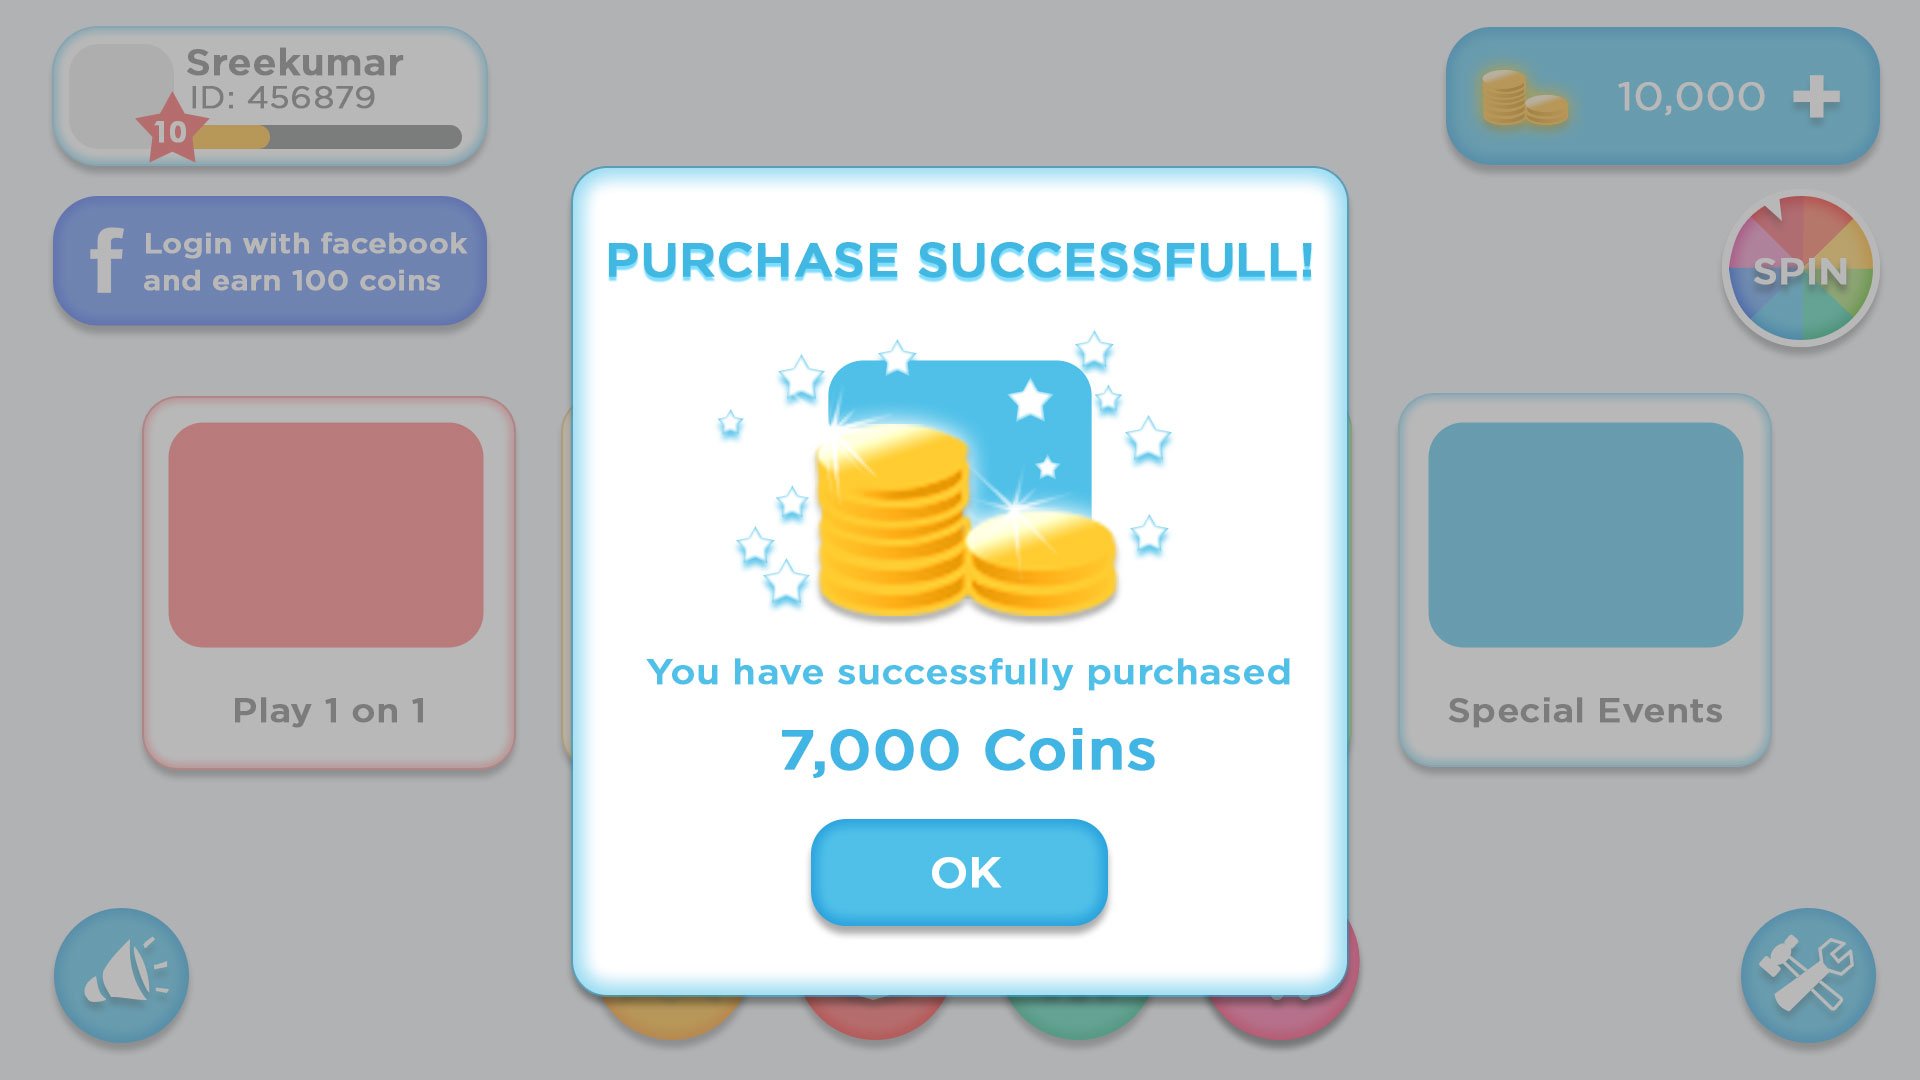 Sreekumar
ID: 456879
10
10,000
f
Login with facebook
and earn 100 coins
SPIN
PURCHASE SUCCESSFULL!
You have successfully purchased
7,000 Coins
OK
Play 1 on 1
Special Events